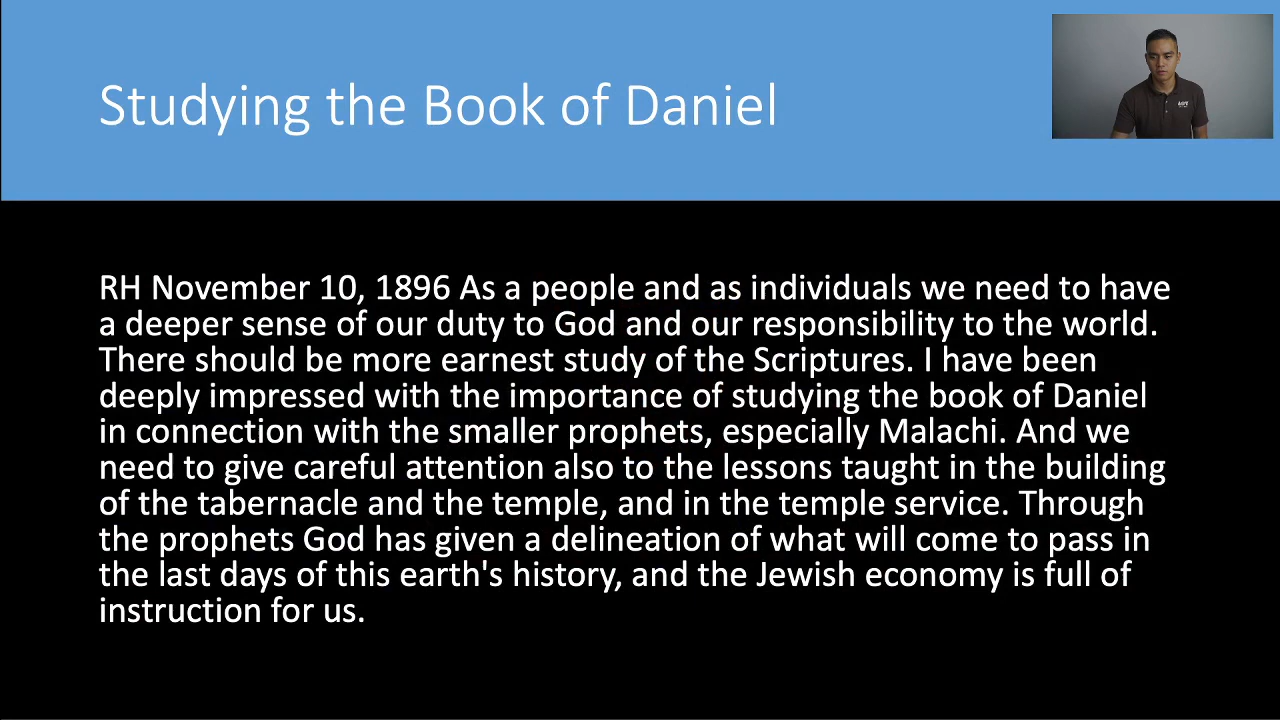 Studying the Book of Daniel
RH November 10, 1896 As a people and as individuals we need to have
a deeper sense of our duty to God and our responsibility to the world.
There should be more earnest study of the Scriptures. I have been
deeply impressed with the importance of studying the book of Daniel
in connection with the smaller prophets, especially Malachi. And we
need to give careful attention also to the lessons taught in the building
of the tabernacle and the temple, and in the temple service. Through
the prophets God has given a delineation of what will come to pass in
the last days of this earth's history, and the Jewish economy is full of
instruction for us.